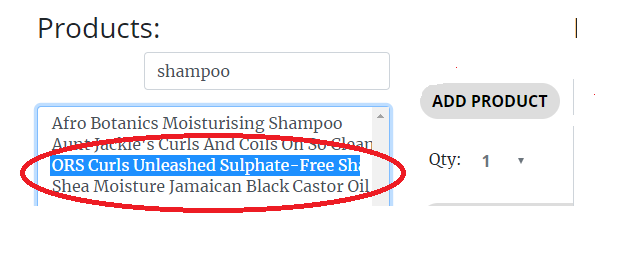 Products:
shampoo
Afro Botanics Moisturising Shampoo
Aunt Jackie's Curls And Coils Oh So Clean
ORS Curls Unleashed Sulphate-Free Sha
Shea Moisture Jamaican Black Castor Oil
ADD PRODUCT
Qty: 1